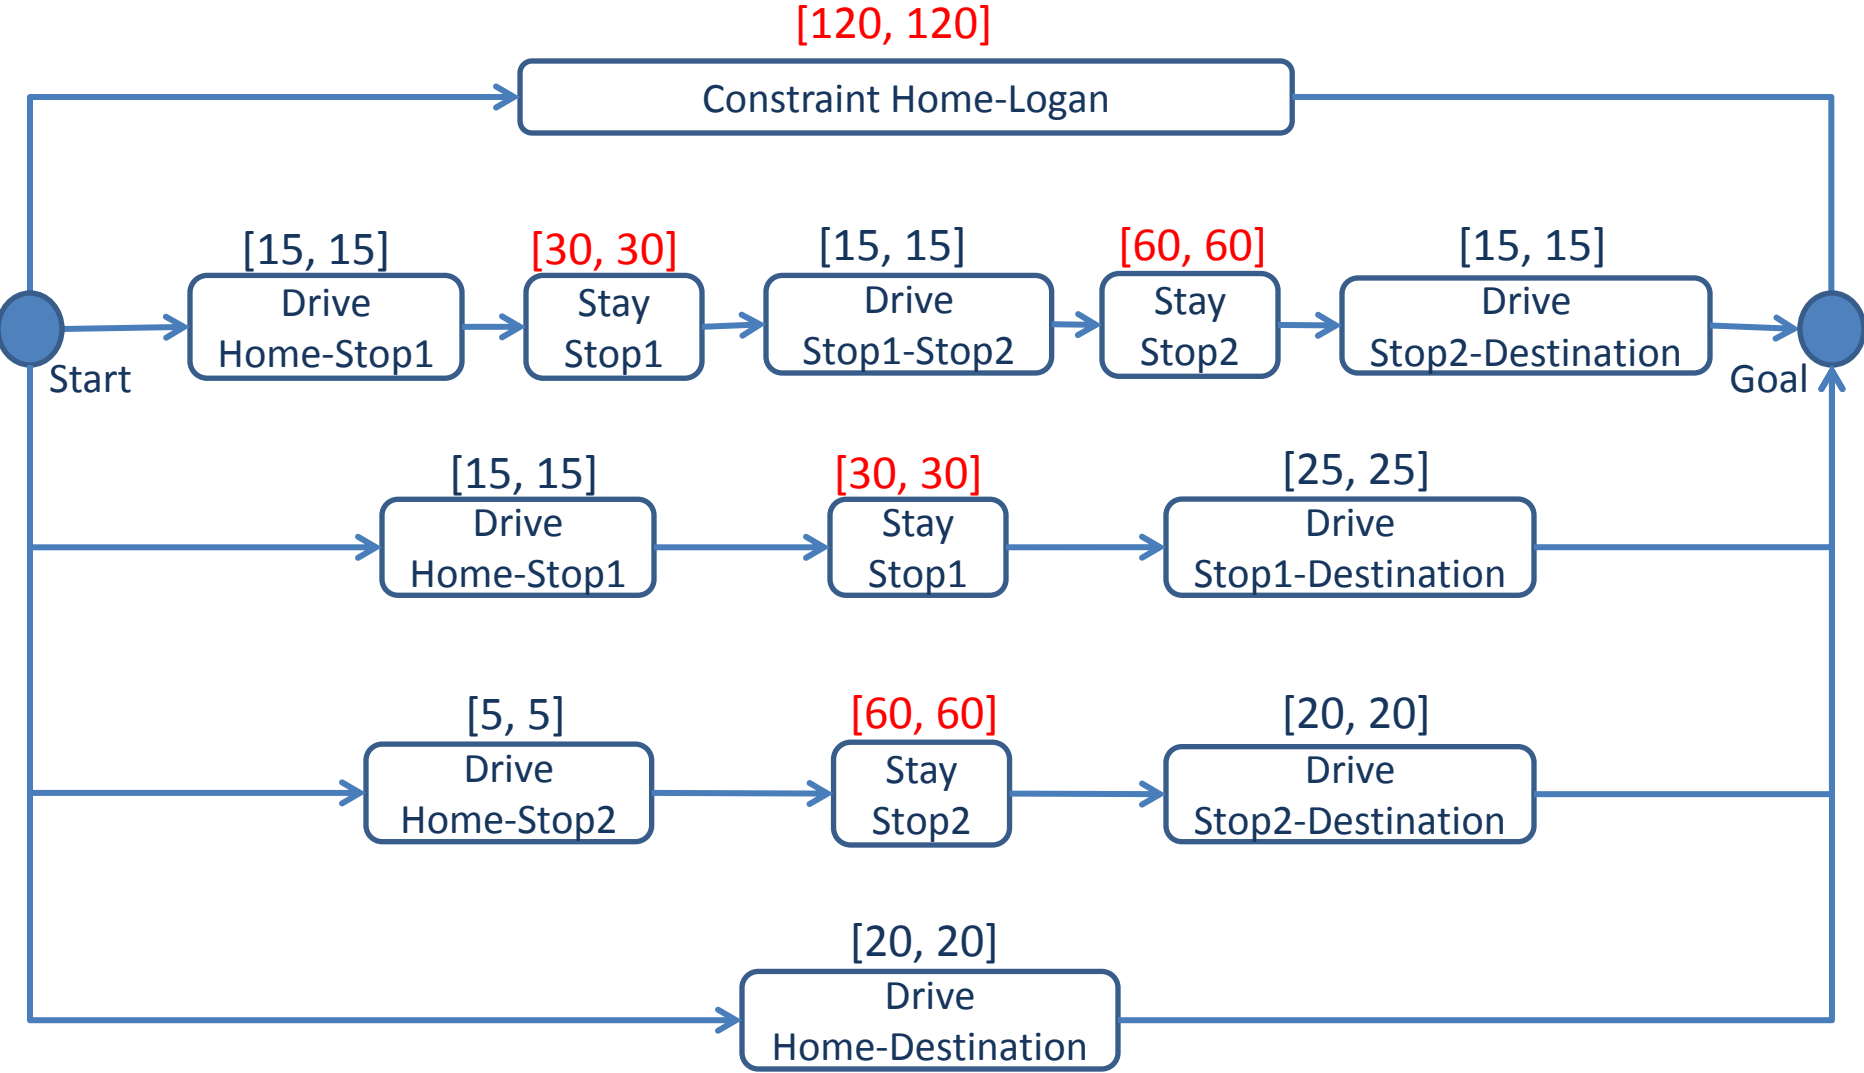 [120, 120]
Constraint Home-Logan
[15, 15]
[30, 30]
[15, 15]
[60, 60]
[15, 15]
Drive
Home-Stop1
Stay
Stop1
Drive
Stop1-Stop2
Stay
Stop2
Drive
Stop2-Destination
Start
Goal
[15, 15]
[30, 30]
[25, 25]
Drive
Home-Stop1
Stay
Stop1
Drive
Stop1-Destination
[5, 5]
[60, 60]
[20, 20]
Drive
Home-Stop2
Stay
Stop2
Drive
Stop2-Destination
[20, 20]
Drive
Home-Destination